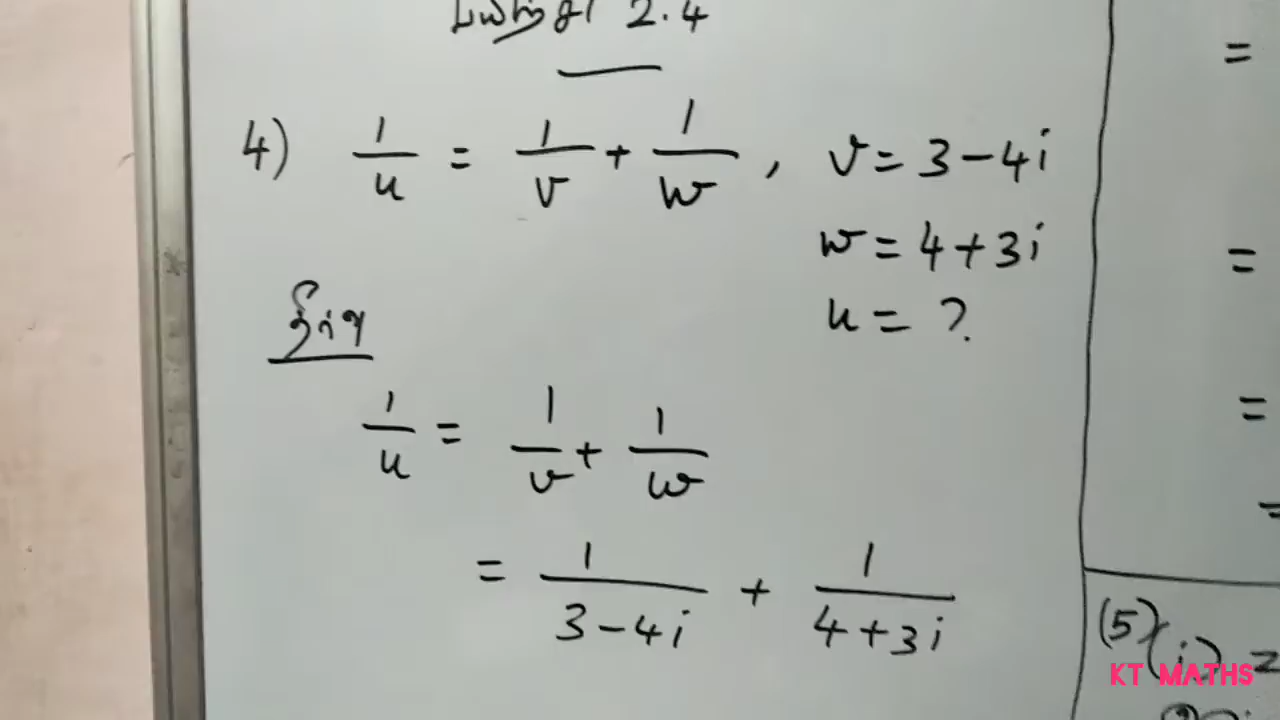 பயிற்சி 2.4
4) 1/u = 1/v + 1/w , v = 3 - 4i
w = 4 + 3i
u = ?
தீர்வு
1/u = 1/v + 1/w
= 1/(3 - 4i) + 1/(4 + 3i)
=
=
=
=
(5) (i) z
KT MATHS